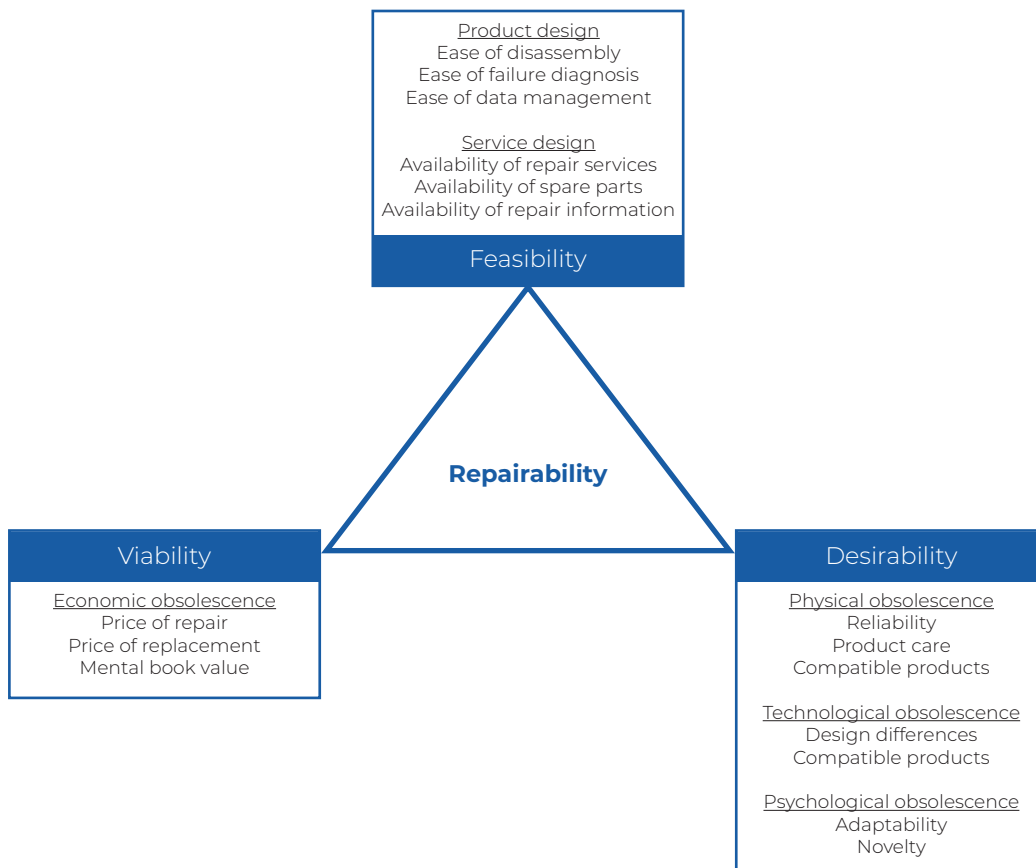 Product design
Ease of disassembly
Ease of failure diagnosis
Ease of data management
Service design
Availability of repair services
Availability of spare parts
Availability of repair information
Feasibility
Repairability
Viability
Economic obsolescence
Price of repair
Price of replacement
Mental book value
Desirability
Physical obsolescence
Reliability
Product care
Compatible products
Technological obsolescence
Design differences
Compatible products
Psychological obsolescence
Adaptability
Novelty